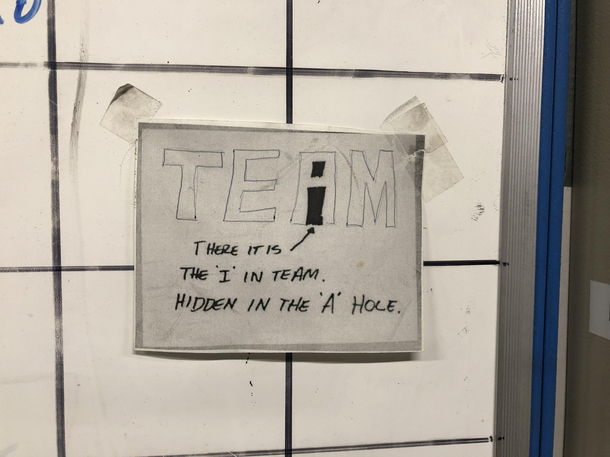 TEAM
THERE IT IS
THE 'I' IN TEAM.
HIDDEN IN THE 'A' HOLE.